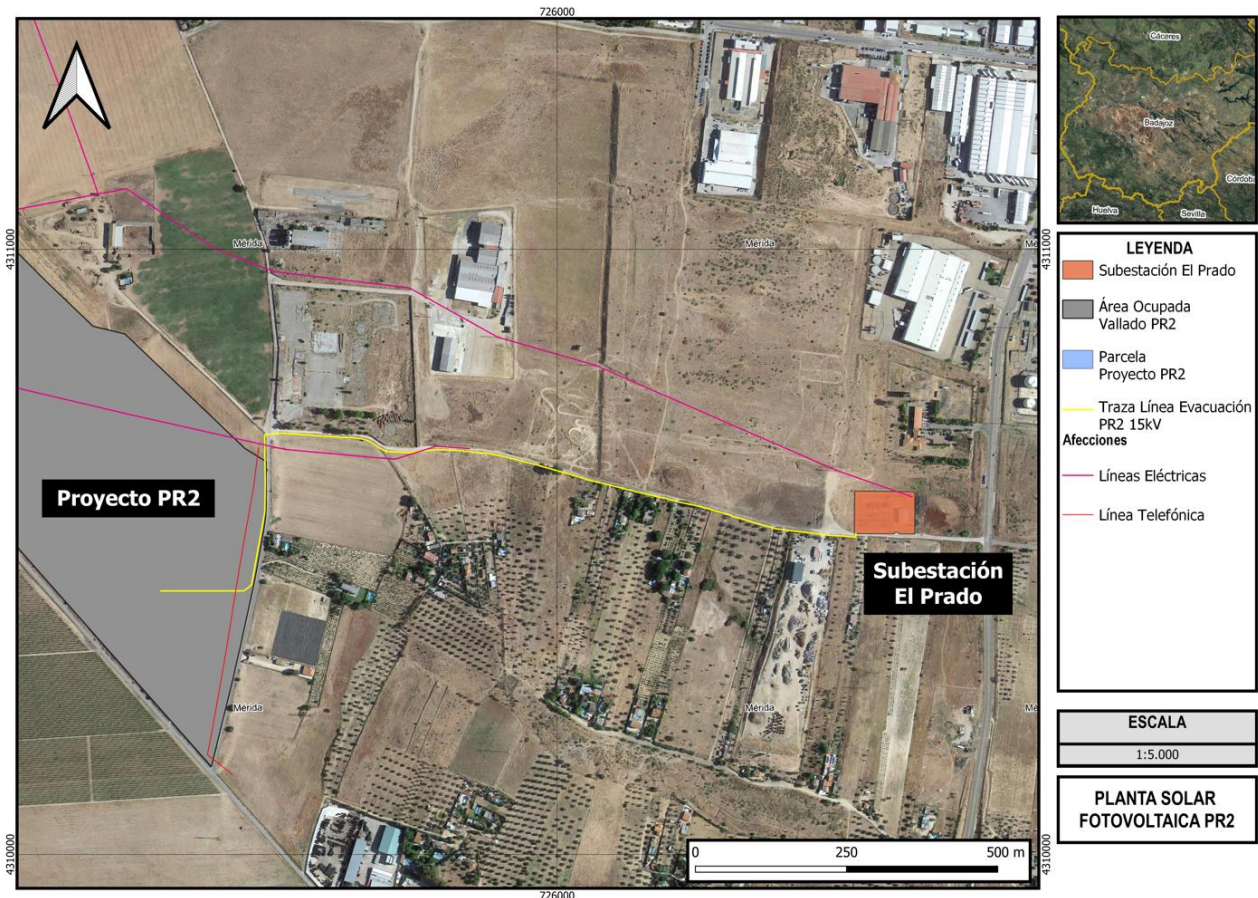 726000
4311000
Mérida
Mérida
Mé
4311000
Proyecto PR2
Subestación
El Prado
Mérida
Mérida
Mé
4310000
4310000
0 250 500 m
726000
Cáceres
Badajoz
Córdoba
Huelva
Sevilla
LEYENDA
Subestación El Prado
Área Ocupada
Vallado PR2
Parcela
Proyecto PR2
Traza Línea Evacuación
PR2 15kV
Afecciones
Líneas Eléctricas
Línea Telefónica
ESCALA
1:5.000
PLANTA SOLAR
FOTOVOLTAICA PR2